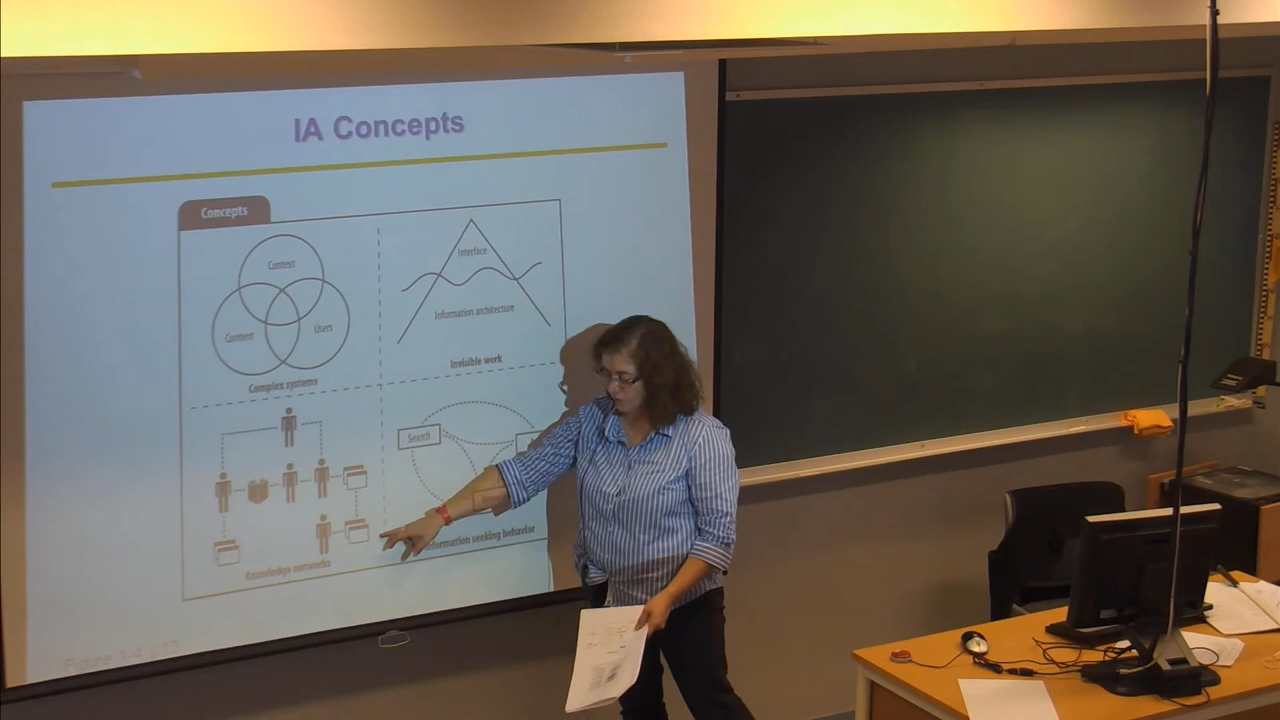 IA Concepts
Concepts
Context
Content
Users
Complex systems
Interface
Information architecture
Invisible work
Knowledge networks
Search
Information seeking behavior